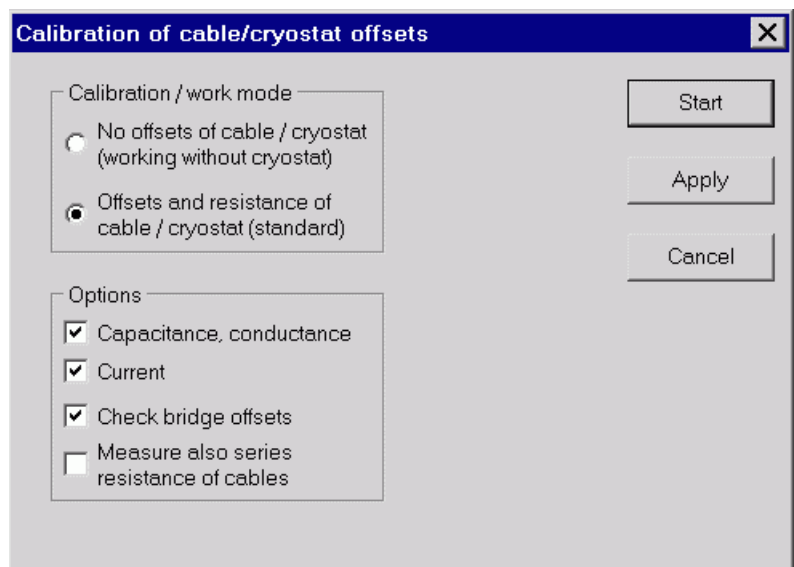 Calibration of cable/cryostat offsets
Calibration / work mode
No offsets of cable / cryostat
(working without cryostat)
Offsets and resistance of
cable / cryostat (standard)
Start
Apply
Cancel
Options
Capacitance, conductance
Current
Check bridge offsets
Measure also series
resistance of cables